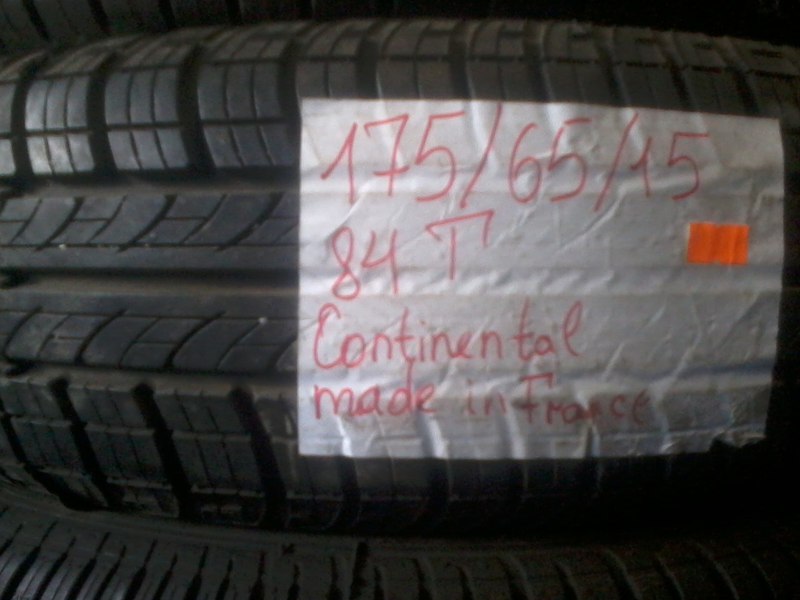 175/65/15
84 T
Continental
made in France